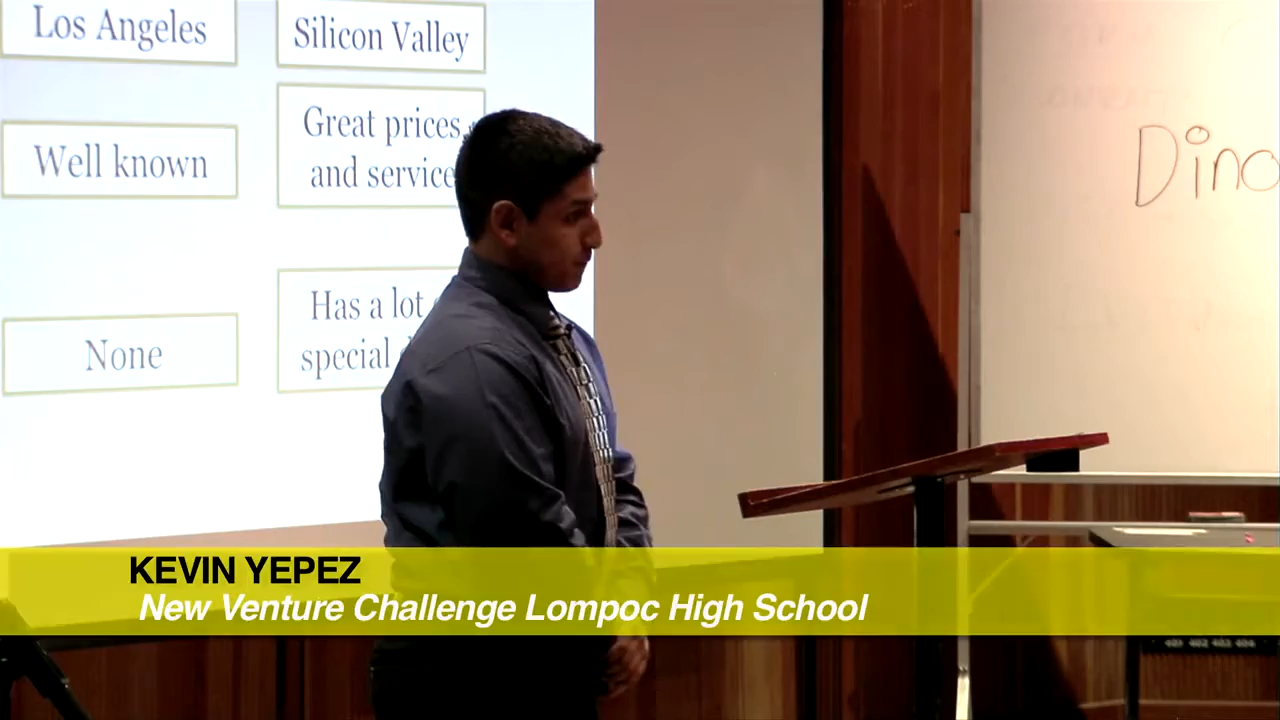 Los Angeles
Silicon Valley
Well known
Great prices
and service
None
Has a lot
special
Dino
KEVIN YEPEZ
New Venture Challenge Lompoc High School